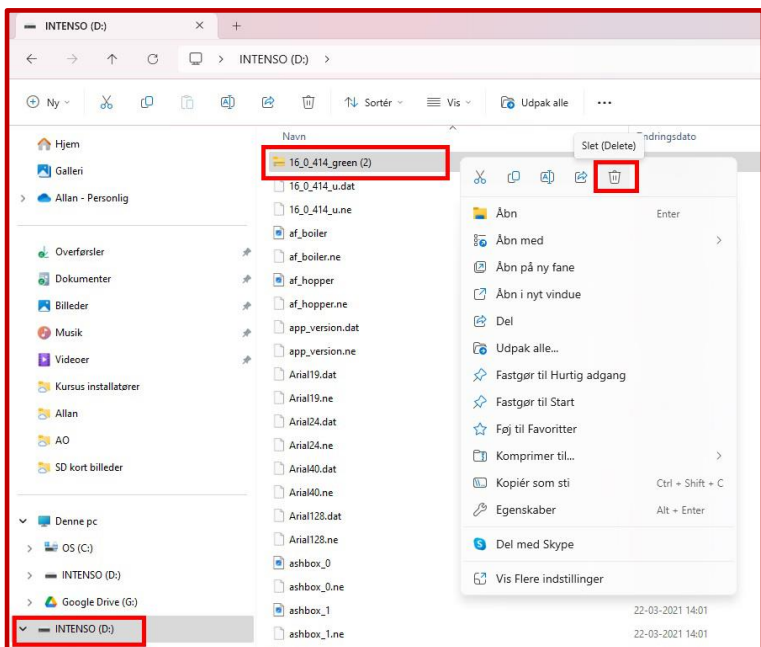 INTENSO (D:)
INTENSO (D:)
Ny
Sortér
Vis
Udpak alle
Hjem
Galleri
Allan - Personlig
Overførsler
Dokumenter
Billeder
Musik
Videoer
Kursus installatører
Allan
AO
SD kort billeder
Denne pc
OS (C:)
INTENSO (D:)
Google Drive (G:)
INTENSO (D:)
Navn
16_0_414_green (2)
16_0_414_u.dat
16_0_414_u.ne
af_boiler
af_boiler.ne
af_hopper
af_hopper.ne
app_version.dat
app_version.ne
Arial19.dat
Arial19.ne
Arial24.dat
Arial24.ne
Arial40.dat
Arial40.ne
Arial128.dat
Arial128.ne
ashbox_0
ashbox_0.ne
ashbox_1
ashbox_1.ne
Slet (Delete)
Åbn Enter
Åbn med
Åbn på ny fane
Åbn i nyt vindue
Del
Udpak alle...
Fastgør til Hurtig adgang
Fastgør til Start
Føj til Favoritter
Komprimer til...
Kopiér som sti Ctrl + Shift + C
Egenskaber Alt + Enter
Del med Skype
Vis Flere indstillinger
22-03-2021 14:01
22-03-2021 14:01